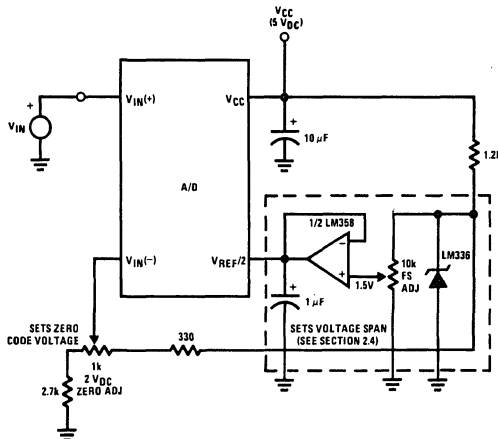 VCC
(5 VDC)
+
VIN
VIN(+)
VCC
+
10 μF
A/D
1/2 LM358
VIN(−)
VREF/2
−
+
1.5V
10k
FS
ADJ
LM336
+
1 μF
SETS ZERO
CODE VOLTAGE
SETS VOLTAGE SPAN
(SEE SECTION 2.4)
330
1k
2 VDC
ZERO ADJ
2.7k